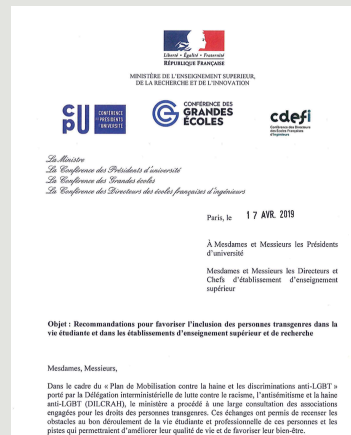 Liberté • Égalité • Fraternité
RÉPUBLIQUE FRANÇAISE
MINISTÈRE DE L'ENSEIGNEMENT SUPERIEUR,
DE LA RECHERCHE ET DE L'INNOVATION
CPU CONFÉRENCE DES PRÉSIDENTS D'UNIVERSITÉ
CONFÉRENCE DES
GRANDES
ÉCOLES
cdefi
Conférence des Directeurs
des Écoles Françaises
d'Ingénieurs
La Ministre
La Conférence des Présidents d'université
La Conférence des Grandes écoles
La Conférence des Directeurs des écoles françaises d'ingénieurs
Paris, le 17 AVR. 2019
À Mesdames et Messieurs les Présidents
d'université
Mesdames et Messieurs les Directeurs et
Chefs d'établissement d'enseignement
supérieur
Objet : Recommandations pour favoriser l'inclusion des personnes transgenres dans la
vie étudiante et dans les établissements d'enseignement supérieur et de recherche
Mesdames, Messieurs,
Dans le cadre du « Plan de Mobilisation contre la haine et les discriminations anti-LGBT »
porté par la Délégation interministérielle de lutte contre le racisme, l'antisémitisme et la haine
anti-LGBT (DILCRAH), le ministère a procédé à une large consultation des associations
engagées pour les droits des personnes transgenres. Ces échanges ont permis de recenser les
obstacles au bon déroulement de la vie étudiante et professionnelle de ces personnes et les
pistes qui permettraient d'améliorer leur qualité de vie et de favoriser leur bien-être.